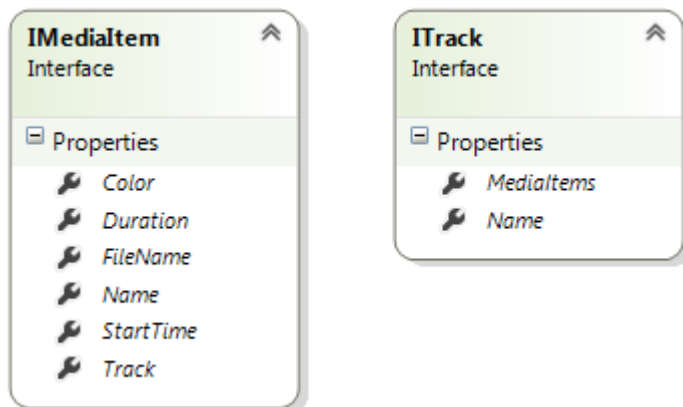 IMediaItem
Interface
Properties
Color
Duration
FileName
Name
StartTime
Track
ITrack
Interface
Properties
MediaItems
Name